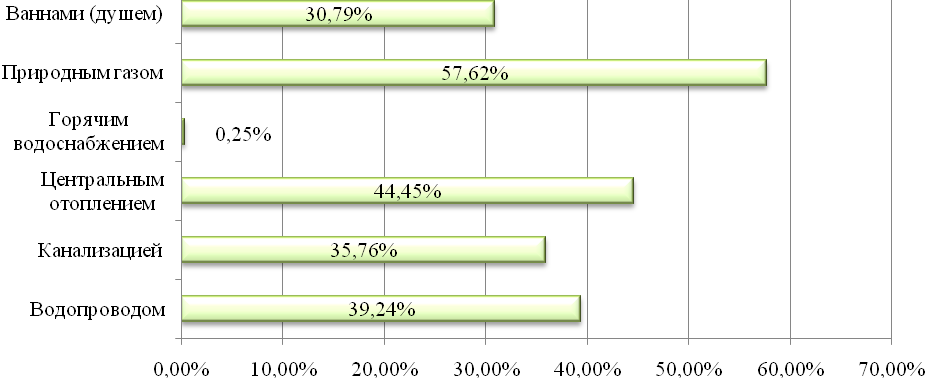 Ваннами (душем)
30,79%
Природным газом
57,62%
Горячим
водоснабжением
0,25%
Центральным
отоплением
44,45%
Канализацией
35,76%
Водопроводом
39,24%
0,00% 10,00% 20,00% 30,00% 40,00% 50,00% 60,00% 70,00%